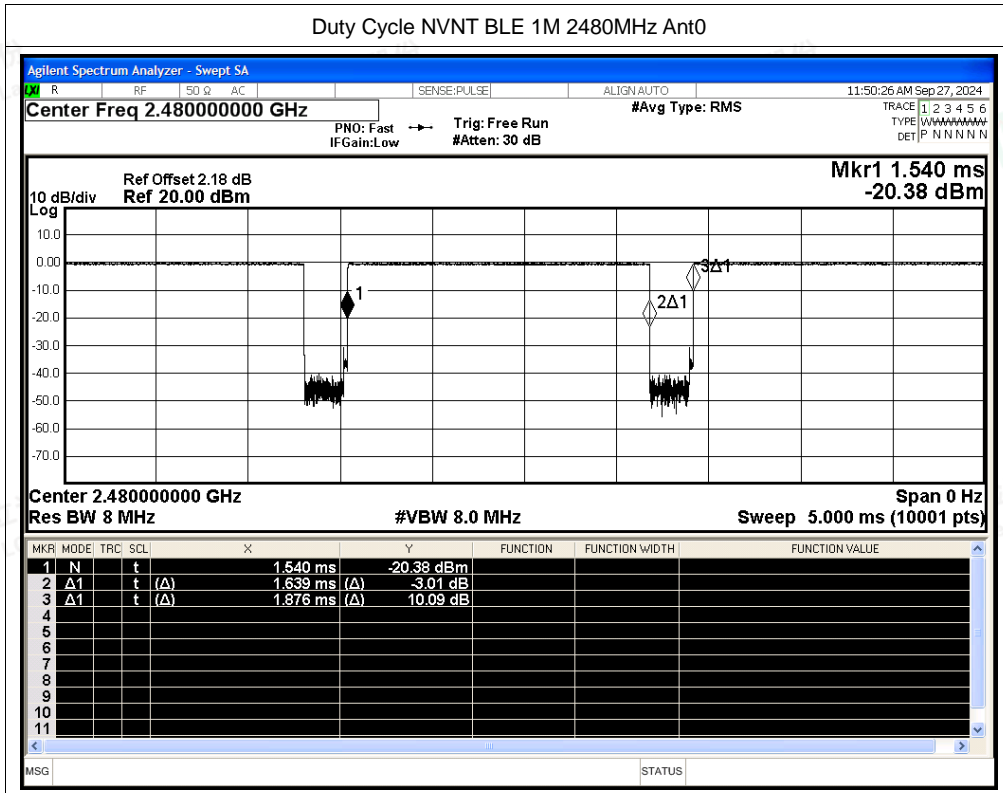 Duty Cycle NVNT BLE 1M 2480MHz Ant0
Agilent Spectrum Analyzer - Swept SA
LXI R RF 50 Ω AC SENSE:PULSE ALIGN AUTO 11:50:26 AM Sep 27, 2024
Center Freq 2.480000000 GHz #Avg Type: RMS TRACE 1 2 3 4 5 6
PNO: Fast Trig: Free Run TYPE WWWWWW
IFGain:Low #Atten: 30 dB DET P N N N N N
Mkr1 1.540 ms
Ref Offset 2.18 dB
10 dB/div Ref 20.00 dBm -20.38 dBm
Log
10.0
0.00
3Δ1
-10.0
1
2Δ1
-20.0
-30.0
-40.0
-50.0
-60.0
-70.0
Center 2.480000000 GHz Span 0 Hz
Res BW 8 MHz #VBW 8.0 MHz Sweep 5.000 ms (10001 pts)
MKR MODE TRC SCL X Y FUNCTION FUNCTION WIDTH FUNCTION VALUE
1 N t 1.540 ms -20.38 dBm
2 Δ1 t (Δ) 1.639 ms (Δ) -3.01 dB
3 Δ1 t (Δ) 1.876 ms (Δ) 10.09 dB
4
5
6
7
8
9
10
11
MSG STATUS